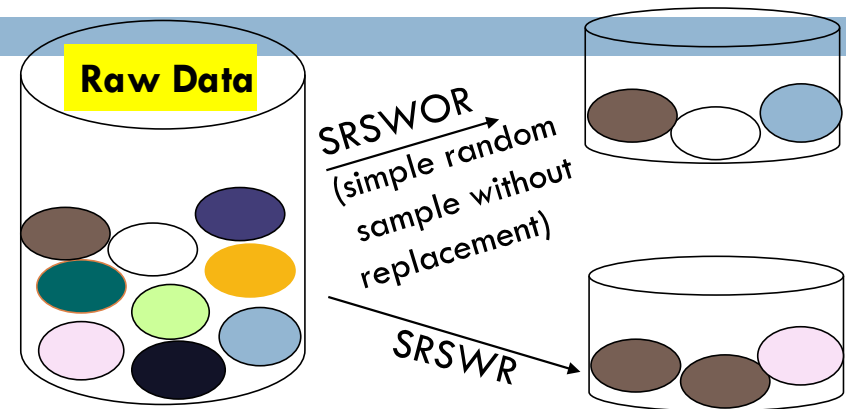 Raw Data
SRSWOR
(simple random
sample without
replacement)
SRSWR